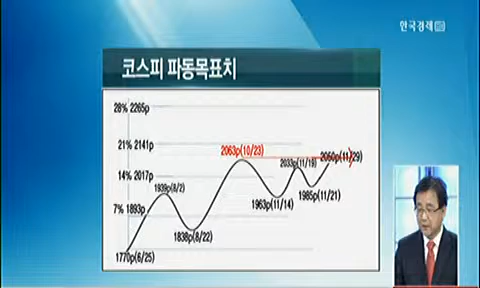 한국경제
코스피 파동목표치
28% 2265p
21% 2141p
2063p(10/23)
2033p(11/19)
2060p(11/29)
14% 2017p
1939p(8/2)
1963p(11/14)
1985p(11/21)
7% 1893p
1838p(8/22)
1770p(6/25)